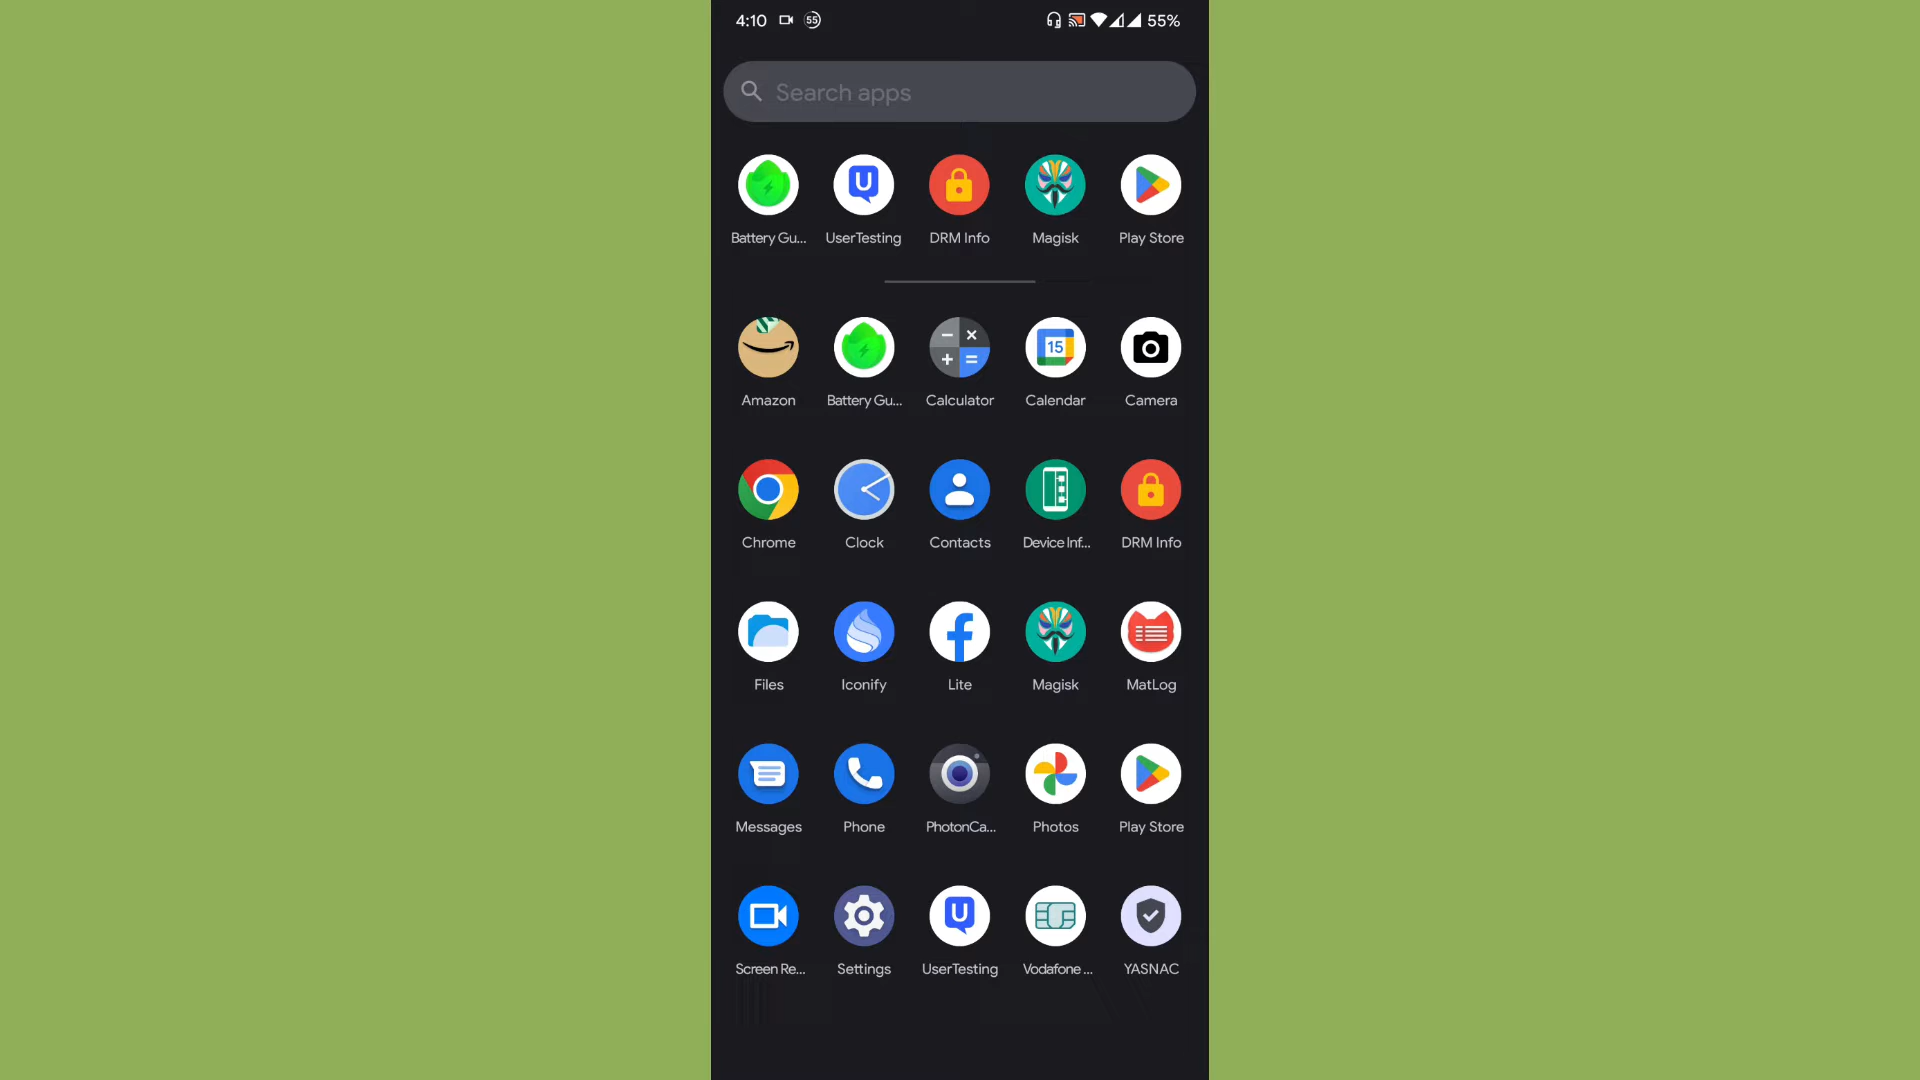 4:10 55 55%
Search apps
Battery Gu... UserTesting DRM Info Magisk Play Store
15
Amazon Battery Gu... Calculator Calendar Camera
Chrome Clock Contacts Device Inf... DRM Info
Files Iconify Lite Magisk MatLog
Messages Phone PhotonCa... Photos Play Store
Screen Re... Settings UserTesting Vodafone ... YASNAC